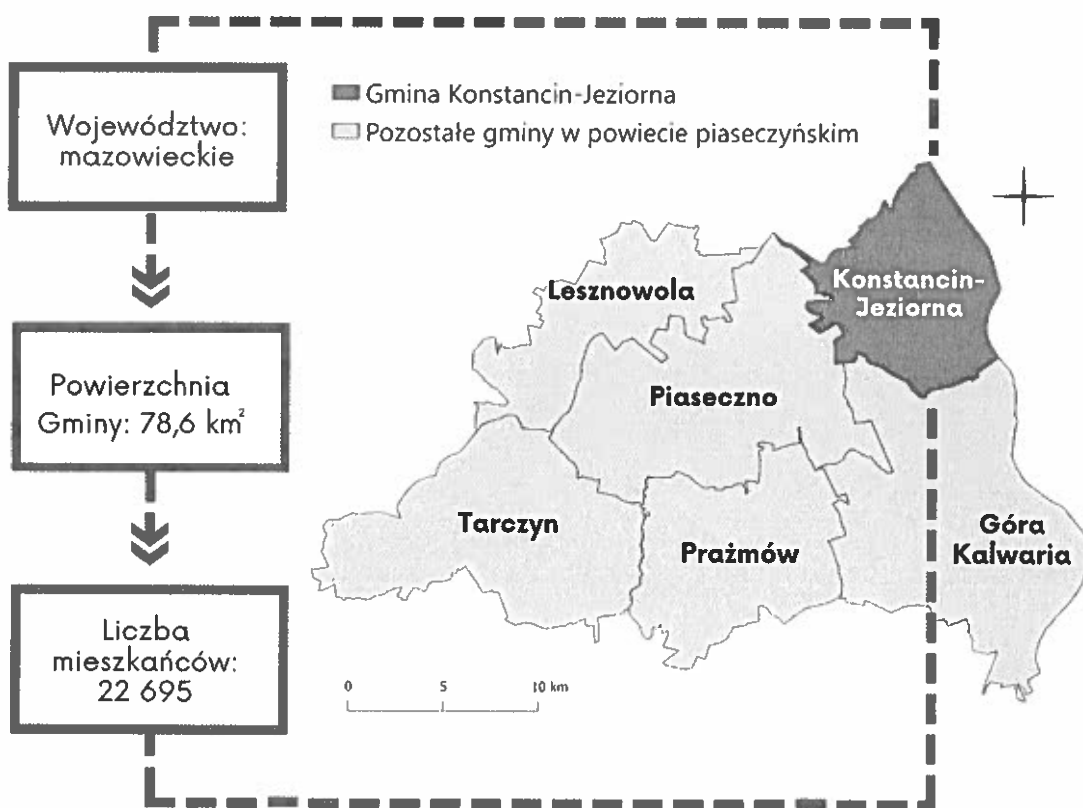 Województwo:
mazowieckie
Powierzchnia
Gminy: 78,6 km²
Liczba
mieszkańców:
22 695
Gmina Konstancin-Jeziorna
Pozostałe gminy w powiecie piaseczyńskim
Konstancin-
Jeziorna
Lesznowola
Piaseczno
Tarczyn
Prażmów
Góra
Kalwaria
0 5 10 km